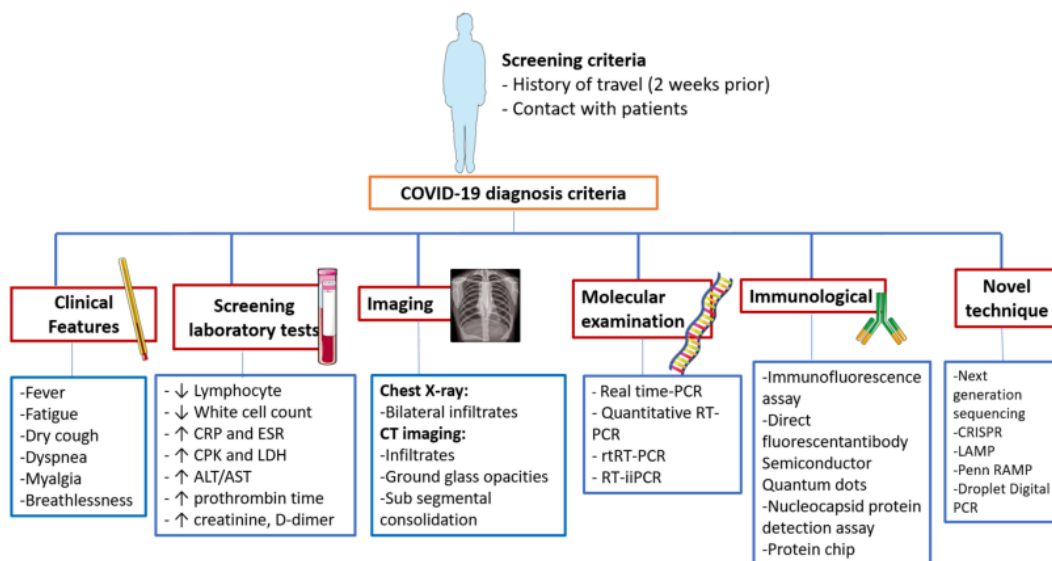 Screening criteria
- History of travel (2 weeks prior)
- Contact with patients
COVID-19 diagnosis criteria
Clinical
Features
-Fever
-Fatigue
-Dry cough
-Dyspnea
-Myalgia
-Breathlessness
Screening
laboratory tests
- ↓ Lymphocyte
- ↓ White cell count
- ↑ CRP and ESR
- ↑ CPK and LDH
- ↑ ALT/AST
- ↑ prothrombin time
- ↑ creatinine, D-dimer
Imaging
Chest X-ray:
-Bilateral infiltrates
CT imaging:
-Infiltrates
-Ground glass opacities
-Sub segmental
consolidation
Molecular
examination
- Real time-PCR
- Quantitative RT-
PCR
- rtRT-PCR
- RT-iiPCR
Immunological
-Immunofluorescence
assay
-Direct
fluorescentantibody
Semiconductor
Quantum dots
-Nucleocapsid protein
detection assay
-Protein chip
Novel
technique
-Next
generation
sequencing
-CRISPR
-LAMP
-Penn RAMP
-Droplet Digital
PCR